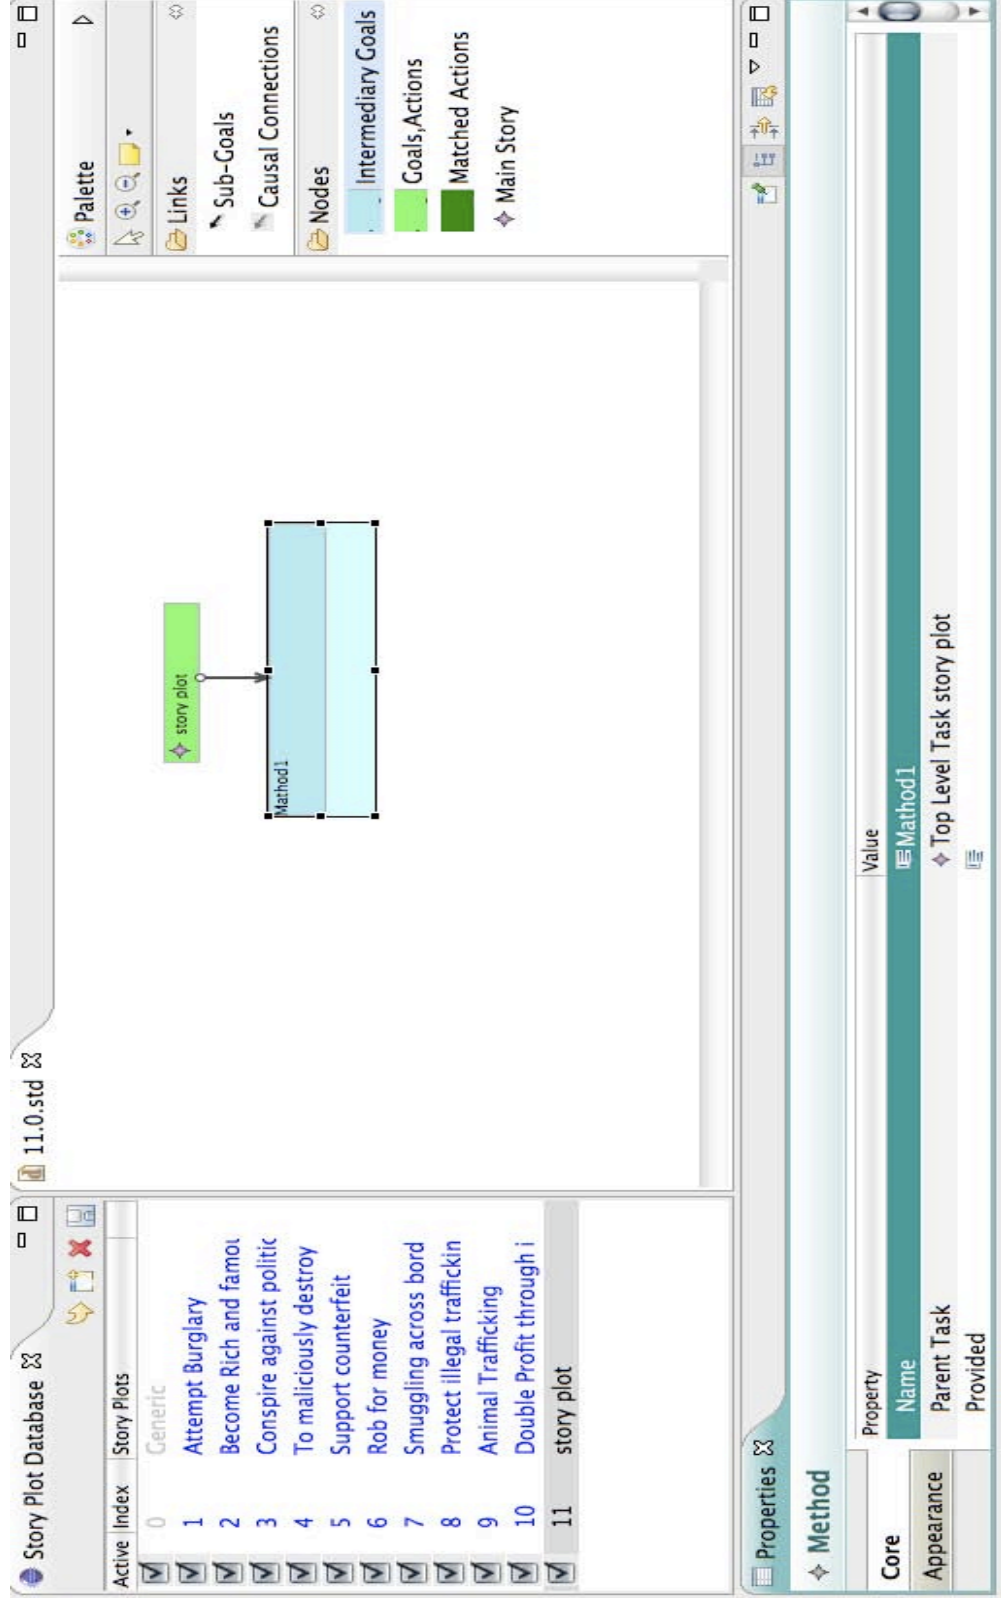 Story Plot Database
Active Index Story Plots
0 Generic
1 Attempt Burglary
2 Become Rich and famou
3 Conspire against politic
4 To maliciously destroy
5 Support counterfeit
6 Rob for money
7 Smuggling across bord
8 Protect illegal traffickin
9 Animal Trafficking
10 Double Profit through i
11 story plot
11.0.std
story plot
Mathod1
Palette
Links
Sub-Goals
Causal Connections
Nodes
Intermediary Goals
Goals,Actions
Matched Actions
Main Story
Properties
Method
Core
Appearance
Property Value
Name Mathod1
Parent Task Top Level Task story plot
Provided